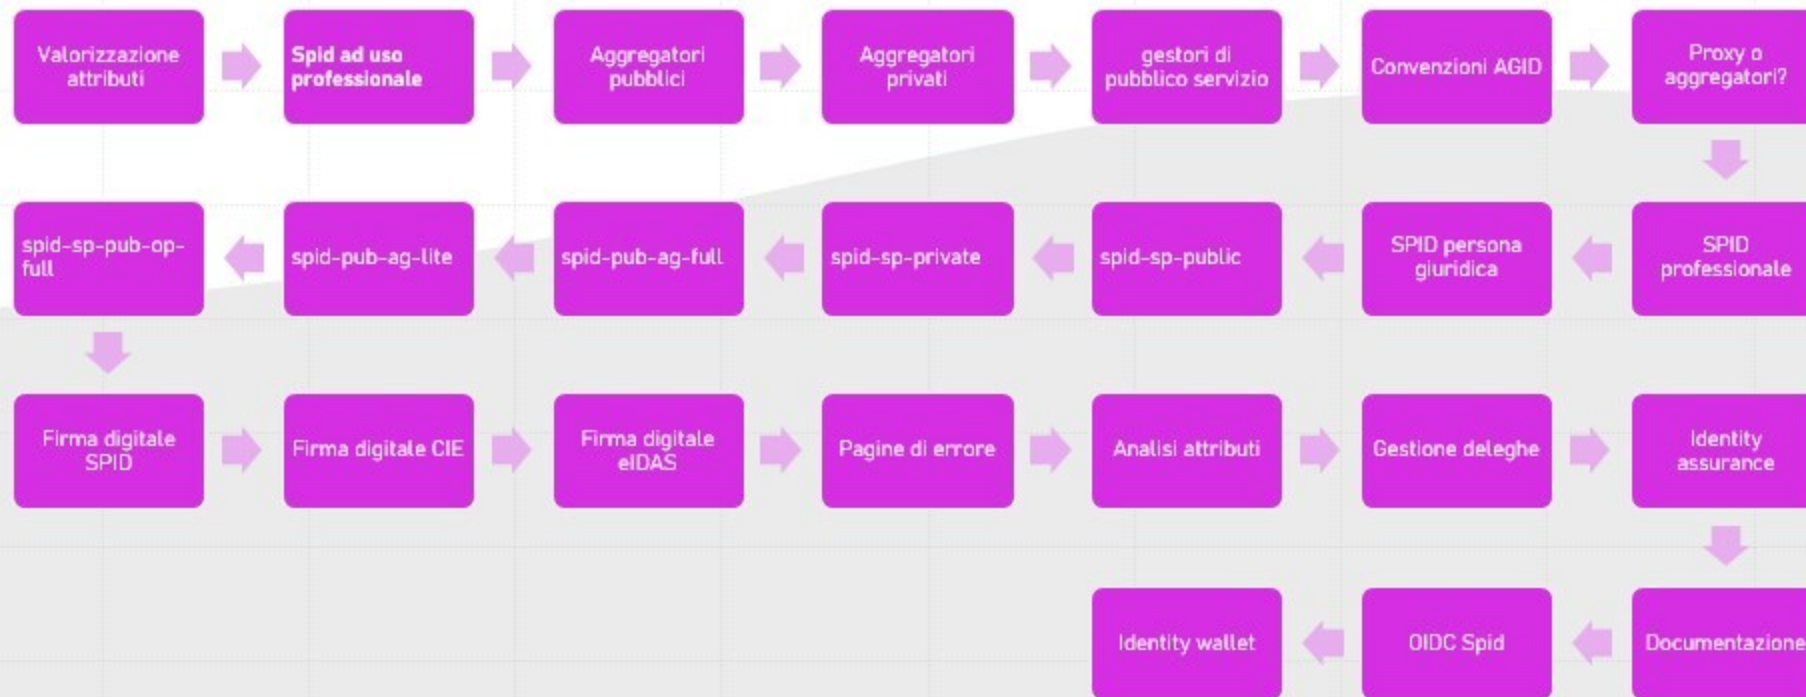 Valorizzazione
attributi
Spid ad uso
professionale
Aggregatori
pubblici
Aggregatori
privati
gestori di
pubblico servizio
Convenzioni AGID
Proxy o
aggregatori?
SPID
professionale
SPID persona
giuridica
spid-sp-public
spid-sp-private
spid-pub-ag-full
spid-pub-ag-lite
spid-sp-pub-op-
full
Firma digitale
SPID
Firma digitale CIE
Firma digitale
eIDAS
Pagine di errore
Analisi attributi
Gestione deleghe
Identity
assurance
Documentazione
OIDC Spid
Identity wallet